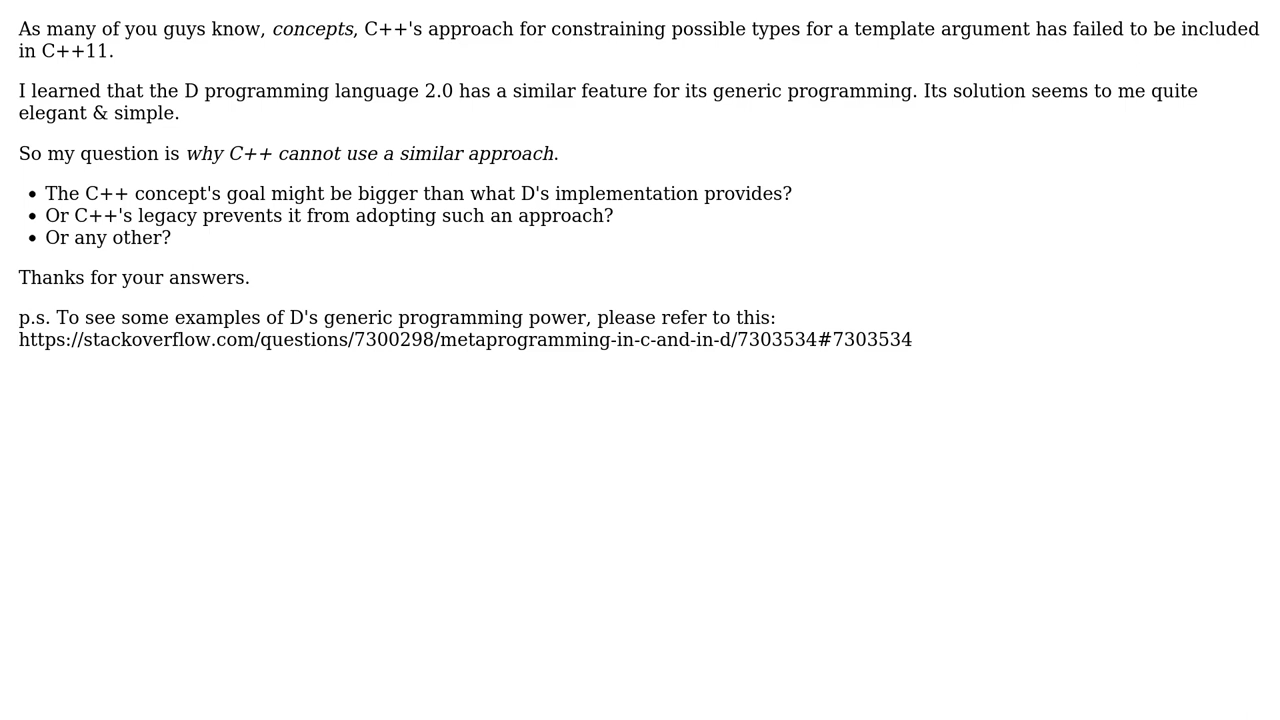 As many of you guys know, concepts, C++'s approach for constraining possible types for a template argument has failed to be included
in C++11.
I learned that the D programming language 2.0 has a similar feature for its generic programming. Its solution seems to me quite
elegant & simple.
So my question is why C++ cannot use a similar approach.
• The C++ concept's goal might be bigger than what D's implementation provides?
• Or C++'s legacy prevents it from adopting such an approach?
• Or any other?
Thanks for your answers.
p.s. To see some examples of D's generic programming power, please refer to this:
https://stackoverflow.com/questions/7300298/metaprogramming-in-c-and-in-d/7303534#7303534